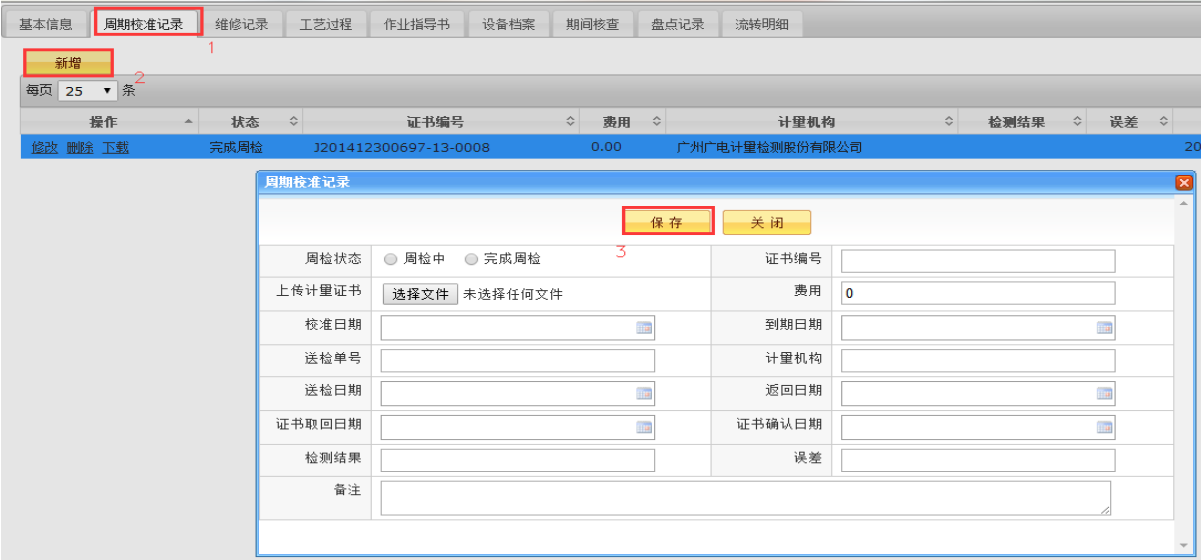 基本信息 周期校准记录 维修记录 工艺过程 作业指导书 设备档案 期间核查 盘点记录 流转明细
1
新增
2
每页 25 条
操作 状态 证书编号 费用 计量机构 检测结果 误差
修改 删除 下载 完成周检 J201412300697-13-0008 0.00 广州广电计量检测股份有限公司 20
周期校准记录
保存 关闭
3
周检状态 周检中 完成周检 证书编号
上传计量证书 选择文件 未选择任何文件 费用 0
校准日期 到期日期
送检单号 计量机构
送检日期 返回日期
证书取回日期 证书确认日期
检测结果 误差
备注